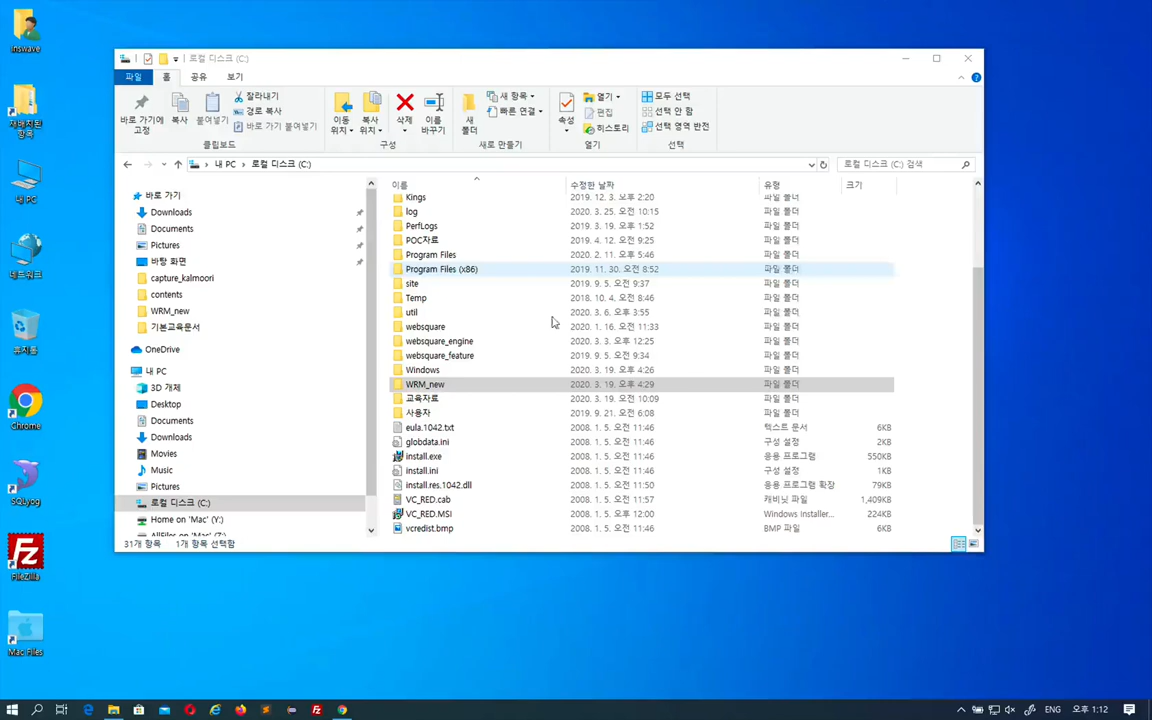 Inswave
재배치된 항목
내 PC
네트워크
휴지통
Chrome
SQLyog
FileZilla
Mac Files
로컬 디스크 (C:)
파일
홈
공유
보기
바로 가기에 고정
복사
붙여넣기
잘라내기
경로 복사
바로 가기 붙여넣기
클립보드
이동 위치
복사 위치
삭제
이름 바꾸기
구성
새 폴더
새 항목
빠른 연결
새로 만들기
속성
열기
편집
히스토리
열기
모두 선택
선택 안 함
선택 영역 반전
선택
내 PC > 로컬 디스크 (C:)
로컬 디스크 (C:) 검색
바로 가기
Downloads
Documents
Pictures
바탕 화면
capture_kalmoori
contents
WRM_new
기본교육문서
OneDrive
내 PC
3D 개체
Desktop
Documents
Downloads
Movies
Music
Pictures
로컬 디스크 (C:)
Home on 'Mac' (Y:)
AllFiles on 'Mac' (Z:)
이름 수정한 날짜 유형 크기
Kings 2019. 12. 3. 오후 2:20 파일 폴더
log 2020. 3. 25. 오전 10:15 파일 폴더
PerfLogs 2019. 3. 19. 오후 1:52 파일 폴더
POC자료 2019. 4. 12. 오전 9:25 파일 폴더
Program Files 2020. 2. 11. 오후 5:46 파일 폴더
Program Files (x86) 2019. 11. 30. 오전 8:52 파일 폴더
site 2019. 9. 5. 오전 9:37 파일 폴더
Temp 2018. 10. 4. 오전 8:46 파일 폴더
util 2020. 3. 6. 오후 3:55 파일 폴더
websquare 2020. 1. 16. 오전 11:33 파일 폴더
websquare_engine 2020. 3. 3. 오후 12:25 파일 폴더
websquare_feature 2019. 9. 5. 오전 9:34 파일 폴더
Windows 2020. 3. 19. 오후 4:26 파일 폴더
WRM_new 2020. 3. 19. 오후 4:29 파일 폴더
교육자료 2020. 3. 19. 오후 10:09 파일 폴더
사용자 2019. 9. 21. 오전 6:08 파일 폴더
eula.1042.txt 2008. 1. 5. 오전 11:46 텍스트 문서 6KB
globdata.ini 2008. 1. 5. 오전 11:46 구성 설정 2KB
install.exe 2008. 1. 5. 오전 11:46 응용 프로그램 550KB
install.ini 2008. 1. 5. 오전 11:46 구성 설정 1KB
install.res.1042.dll 2008. 1. 5. 오전 11:50 응용 프로그램 확장 79KB
VC_RED.cab 2008. 1. 5. 오전 11:57 캐비닛 파일 1,409KB
VC_RED.MSI 2008. 1. 5. 오후 12:00 Windows Installer... 224KB
vcredist.bmp 2008. 1. 5. 오전 11:46 BMP 파일 6KB
31개 항목 1개 항목 선택함
ENG 오후 1:12